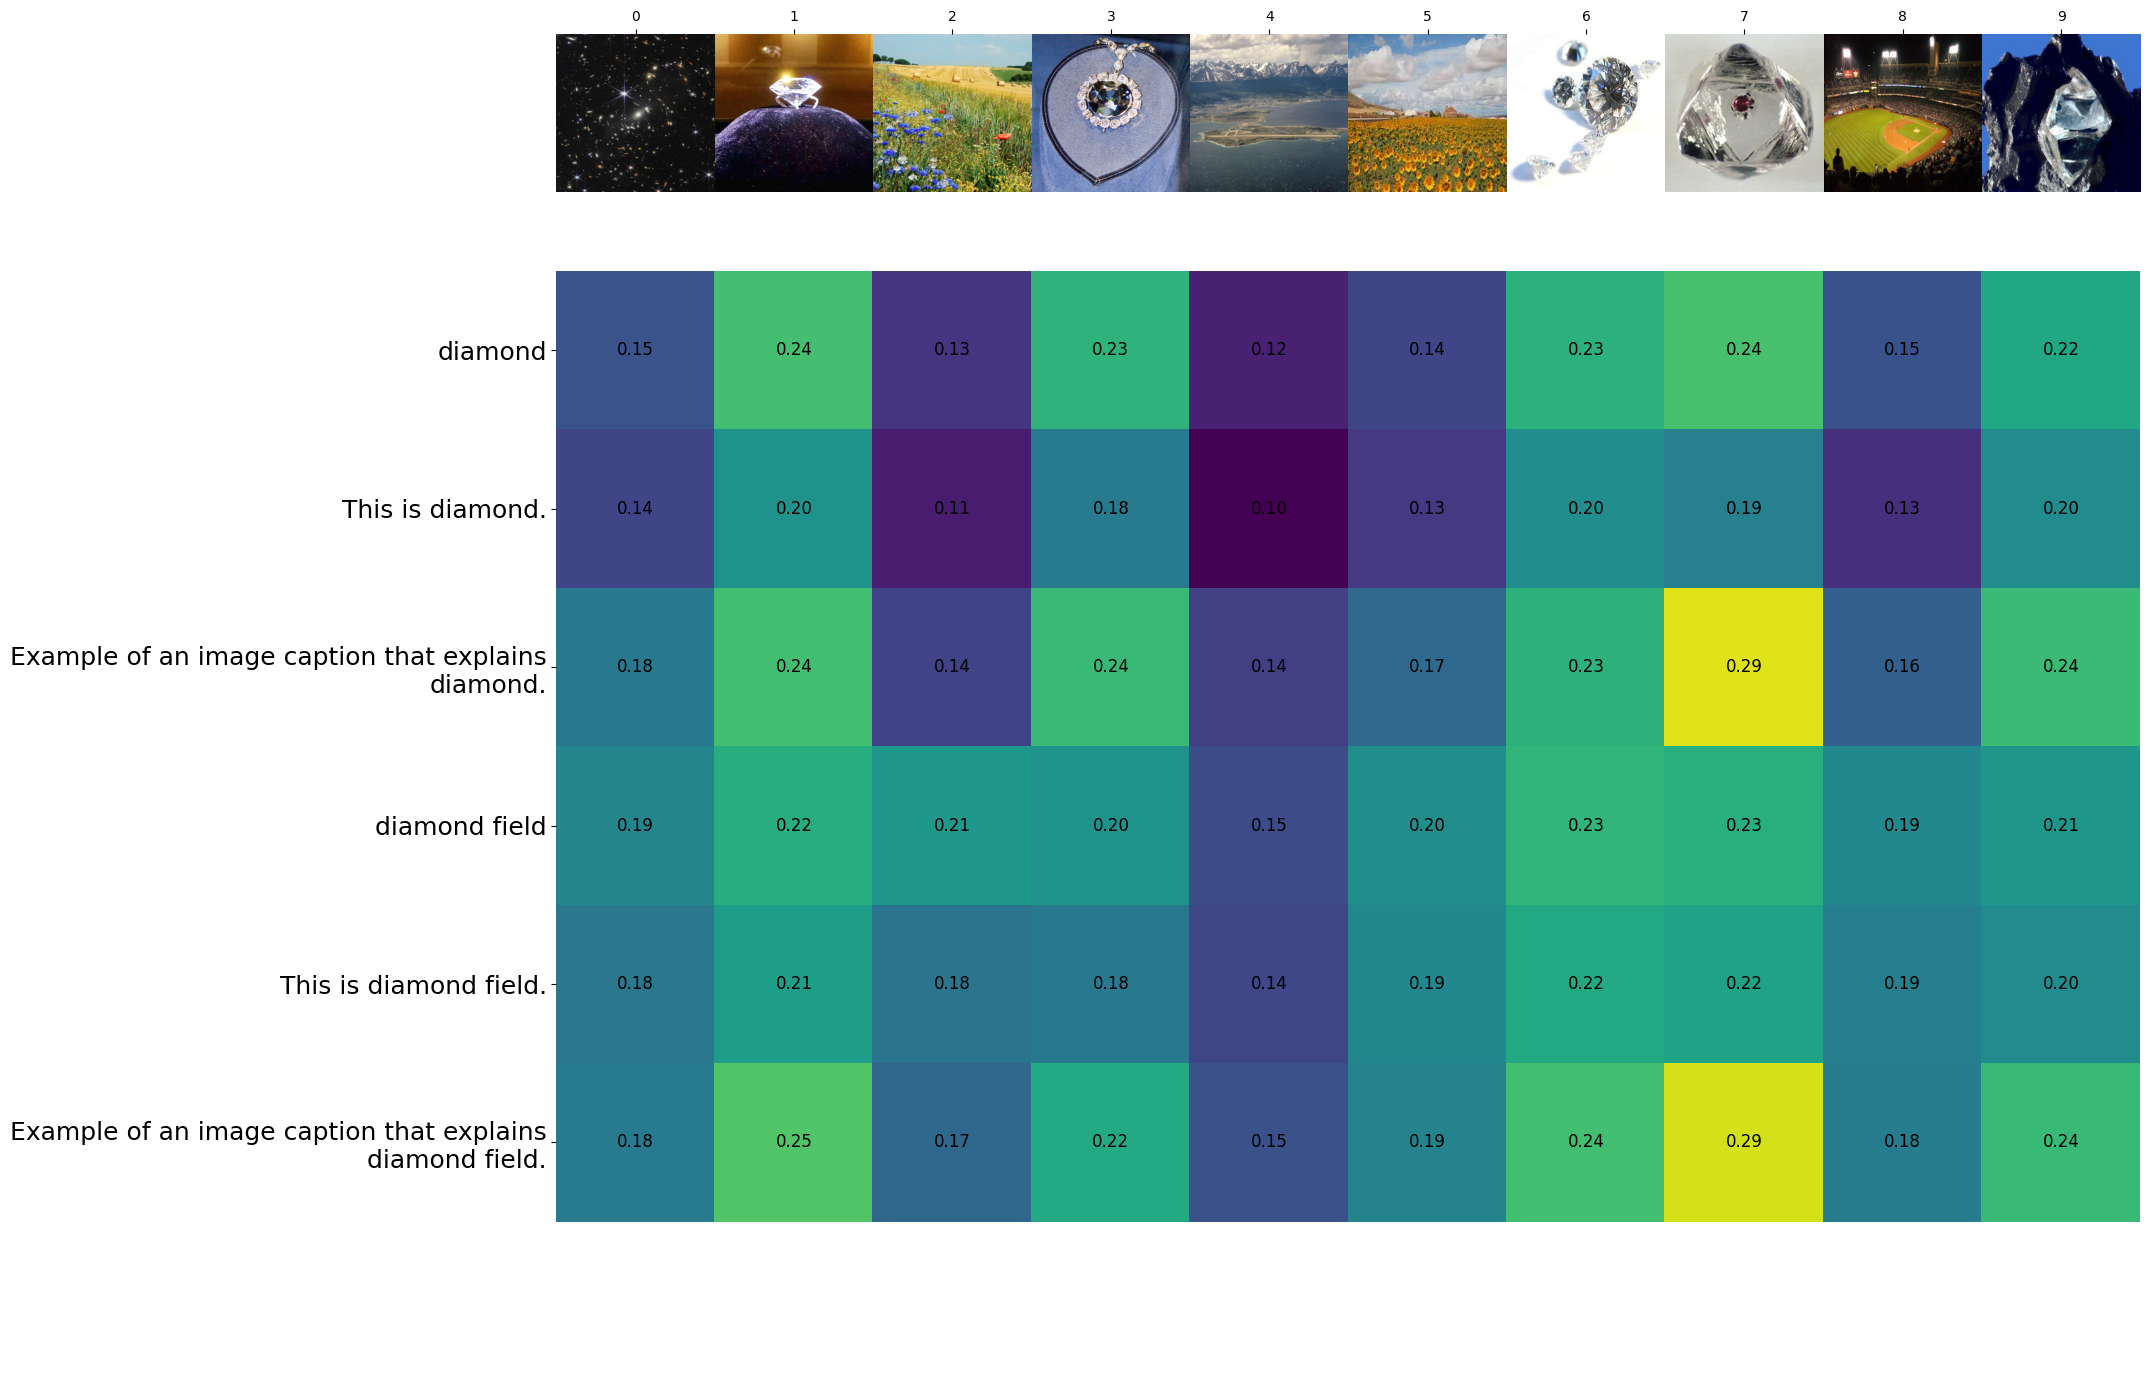 0 1 2 3 4 5 6 7 8 9
diamond 0.15 0.24 0.13 0.23 0.12 0.14 0.23 0.24 0.15 0.22
This is diamond. 0.14 0.20 0.11 0.18 0.10 0.13 0.20 0.19 0.13 0.20
Example of an image caption that explains
diamond. 0.18 0.24 0.14 0.24 0.14 0.17 0.23 0.29 0.16 0.24
diamond field 0.19 0.22 0.21 0.20 0.15 0.20 0.23 0.23 0.19 0.21
This is diamond field. 0.18 0.21 0.18 0.18 0.14 0.19 0.22 0.22 0.19 0.20
Example of an image caption that explains
diamond field. 0.18 0.25 0.17 0.22 0.15 0.19 0.24 0.29 0.18 0.24